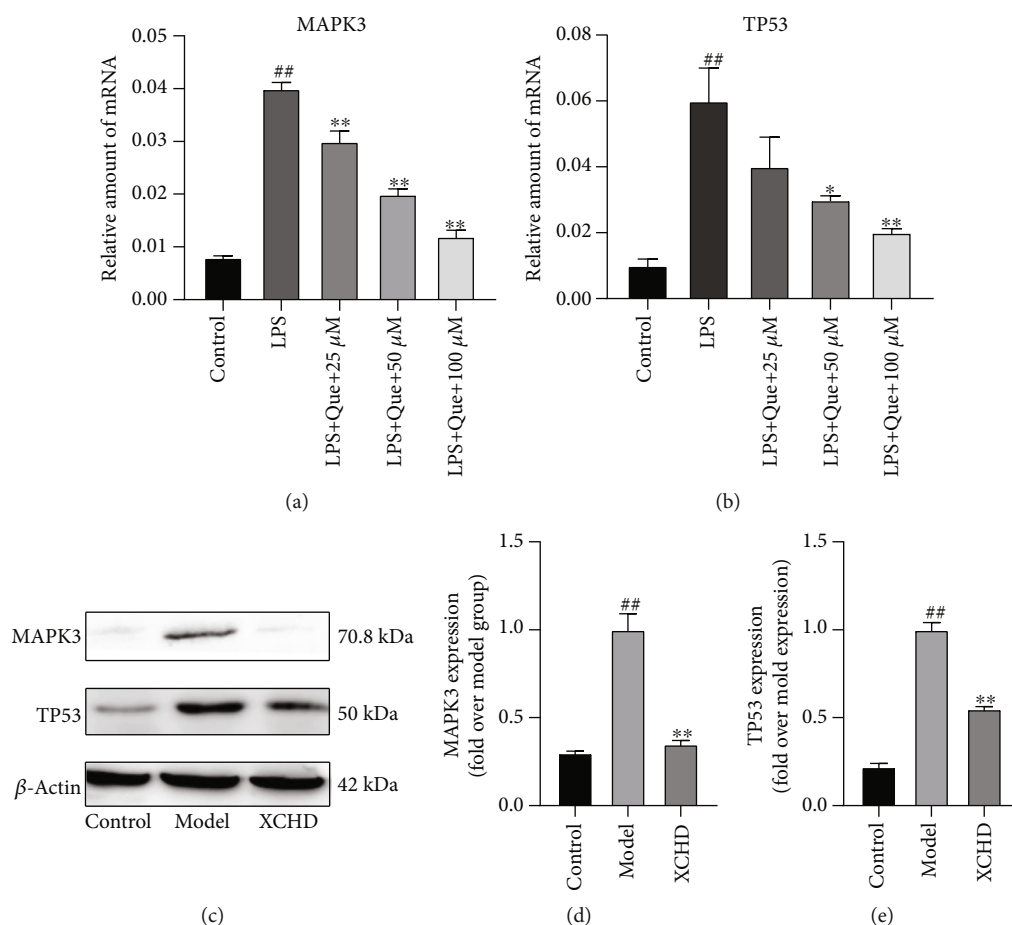 MAPK3
Relative amount of mRNA
0.05
0.04
0.03
0.02
0.01
0.00
##
**
**
**
Control
LPS
LPS+Que+25 μM
LPS+Que+50 μM
LPS+Que+100 μM
(a)
TP53
Relative amount of mRNA
0.08
0.06
0.04
0.02
0.00
##
*
**
Control
LPS
LPS+Que+25 μM
LPS+Que+50 μM
LPS+Que+100 μM
(b)
MAPK3
70.8 kDa
TP53
50 kDa
β-Actin
42 kDa
Control Model XCHD
(c)
MAPK3 expression
(fold over model group)
1.5
1.0
0.5
0.0
##
**
Control
Model
XCHD
(d)
TP53 expression
(fold over mold expression)
1.5
1.0
0.5
0.0
##
**
Control
Model
XCHD
(e)